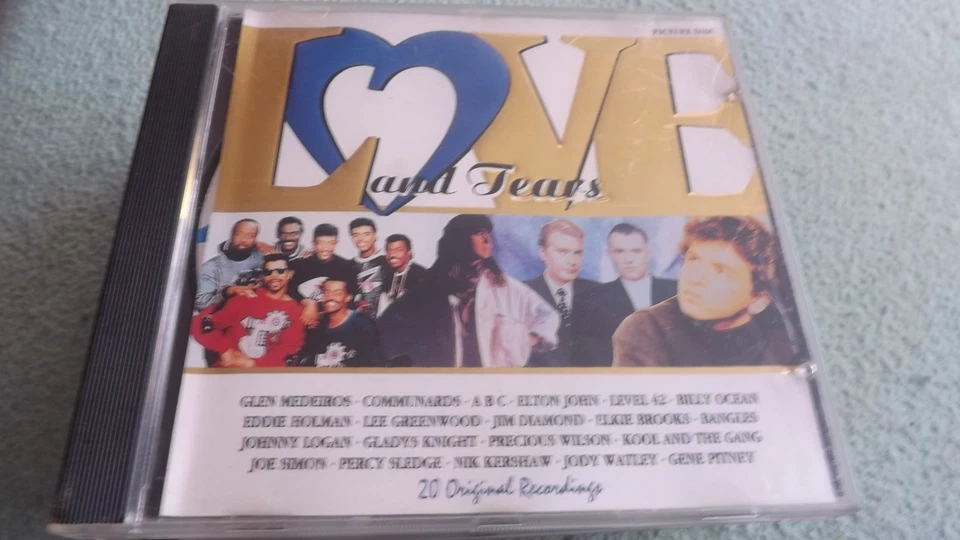 PICTURE DISC
LOVE
and Tears
GLEN MEDEIROS - COMMUNARDS - A B C - ELTON JOHN - LEVEL 42 - BILLY OCEAN
EDDIE HOLMAN - LEE GREENWOOD - JIM DIAMOND - ELKIE BROOKS - BANGLES
JOHNNY LOGAN - GLADYS KNIGHT - PRECIOUS WILSON - KOOL AND THE GANG
JOE SIMON - PERCY SLEDGE - NIK KERSHAW - JODY WATLEY - GENE PITNEY
20 Original Recordings